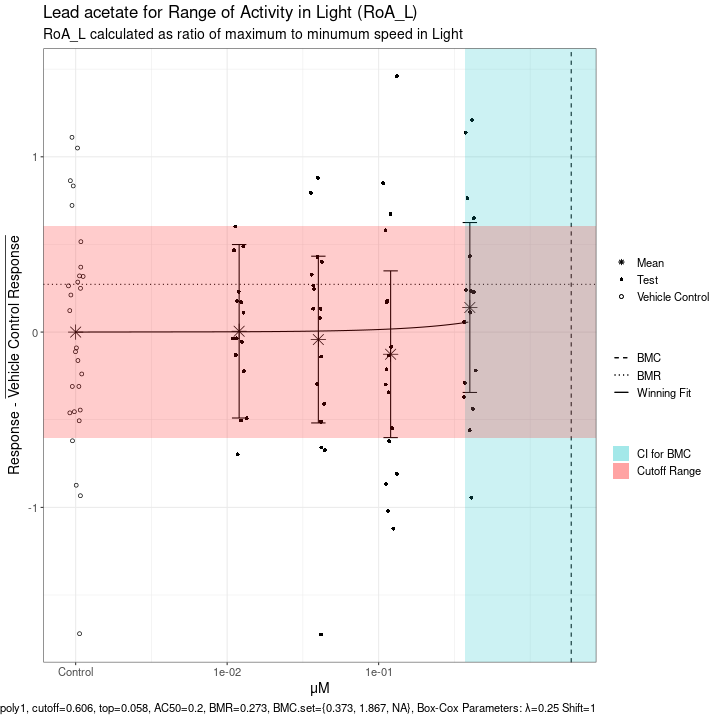 Lead acetate for Range of Activity in Light (RoA_L)
RoA_L calculated as ratio of maximum to minumum speed in Light
Response - Vehicle Control Response
1
0
-1
Control
1e-02
1e-01
μM
Mean
Test
Vehicle Control
BMC
BMR
Winning Fit
CI for BMC
Cutoff Range
poly1, cutoff=0.606, top=0.058, AC50=0.2, BMR=0.273, BMC.set={0.373, 1.867, NA}, Box-Cox Parameters: λ=0.25 Shift=1